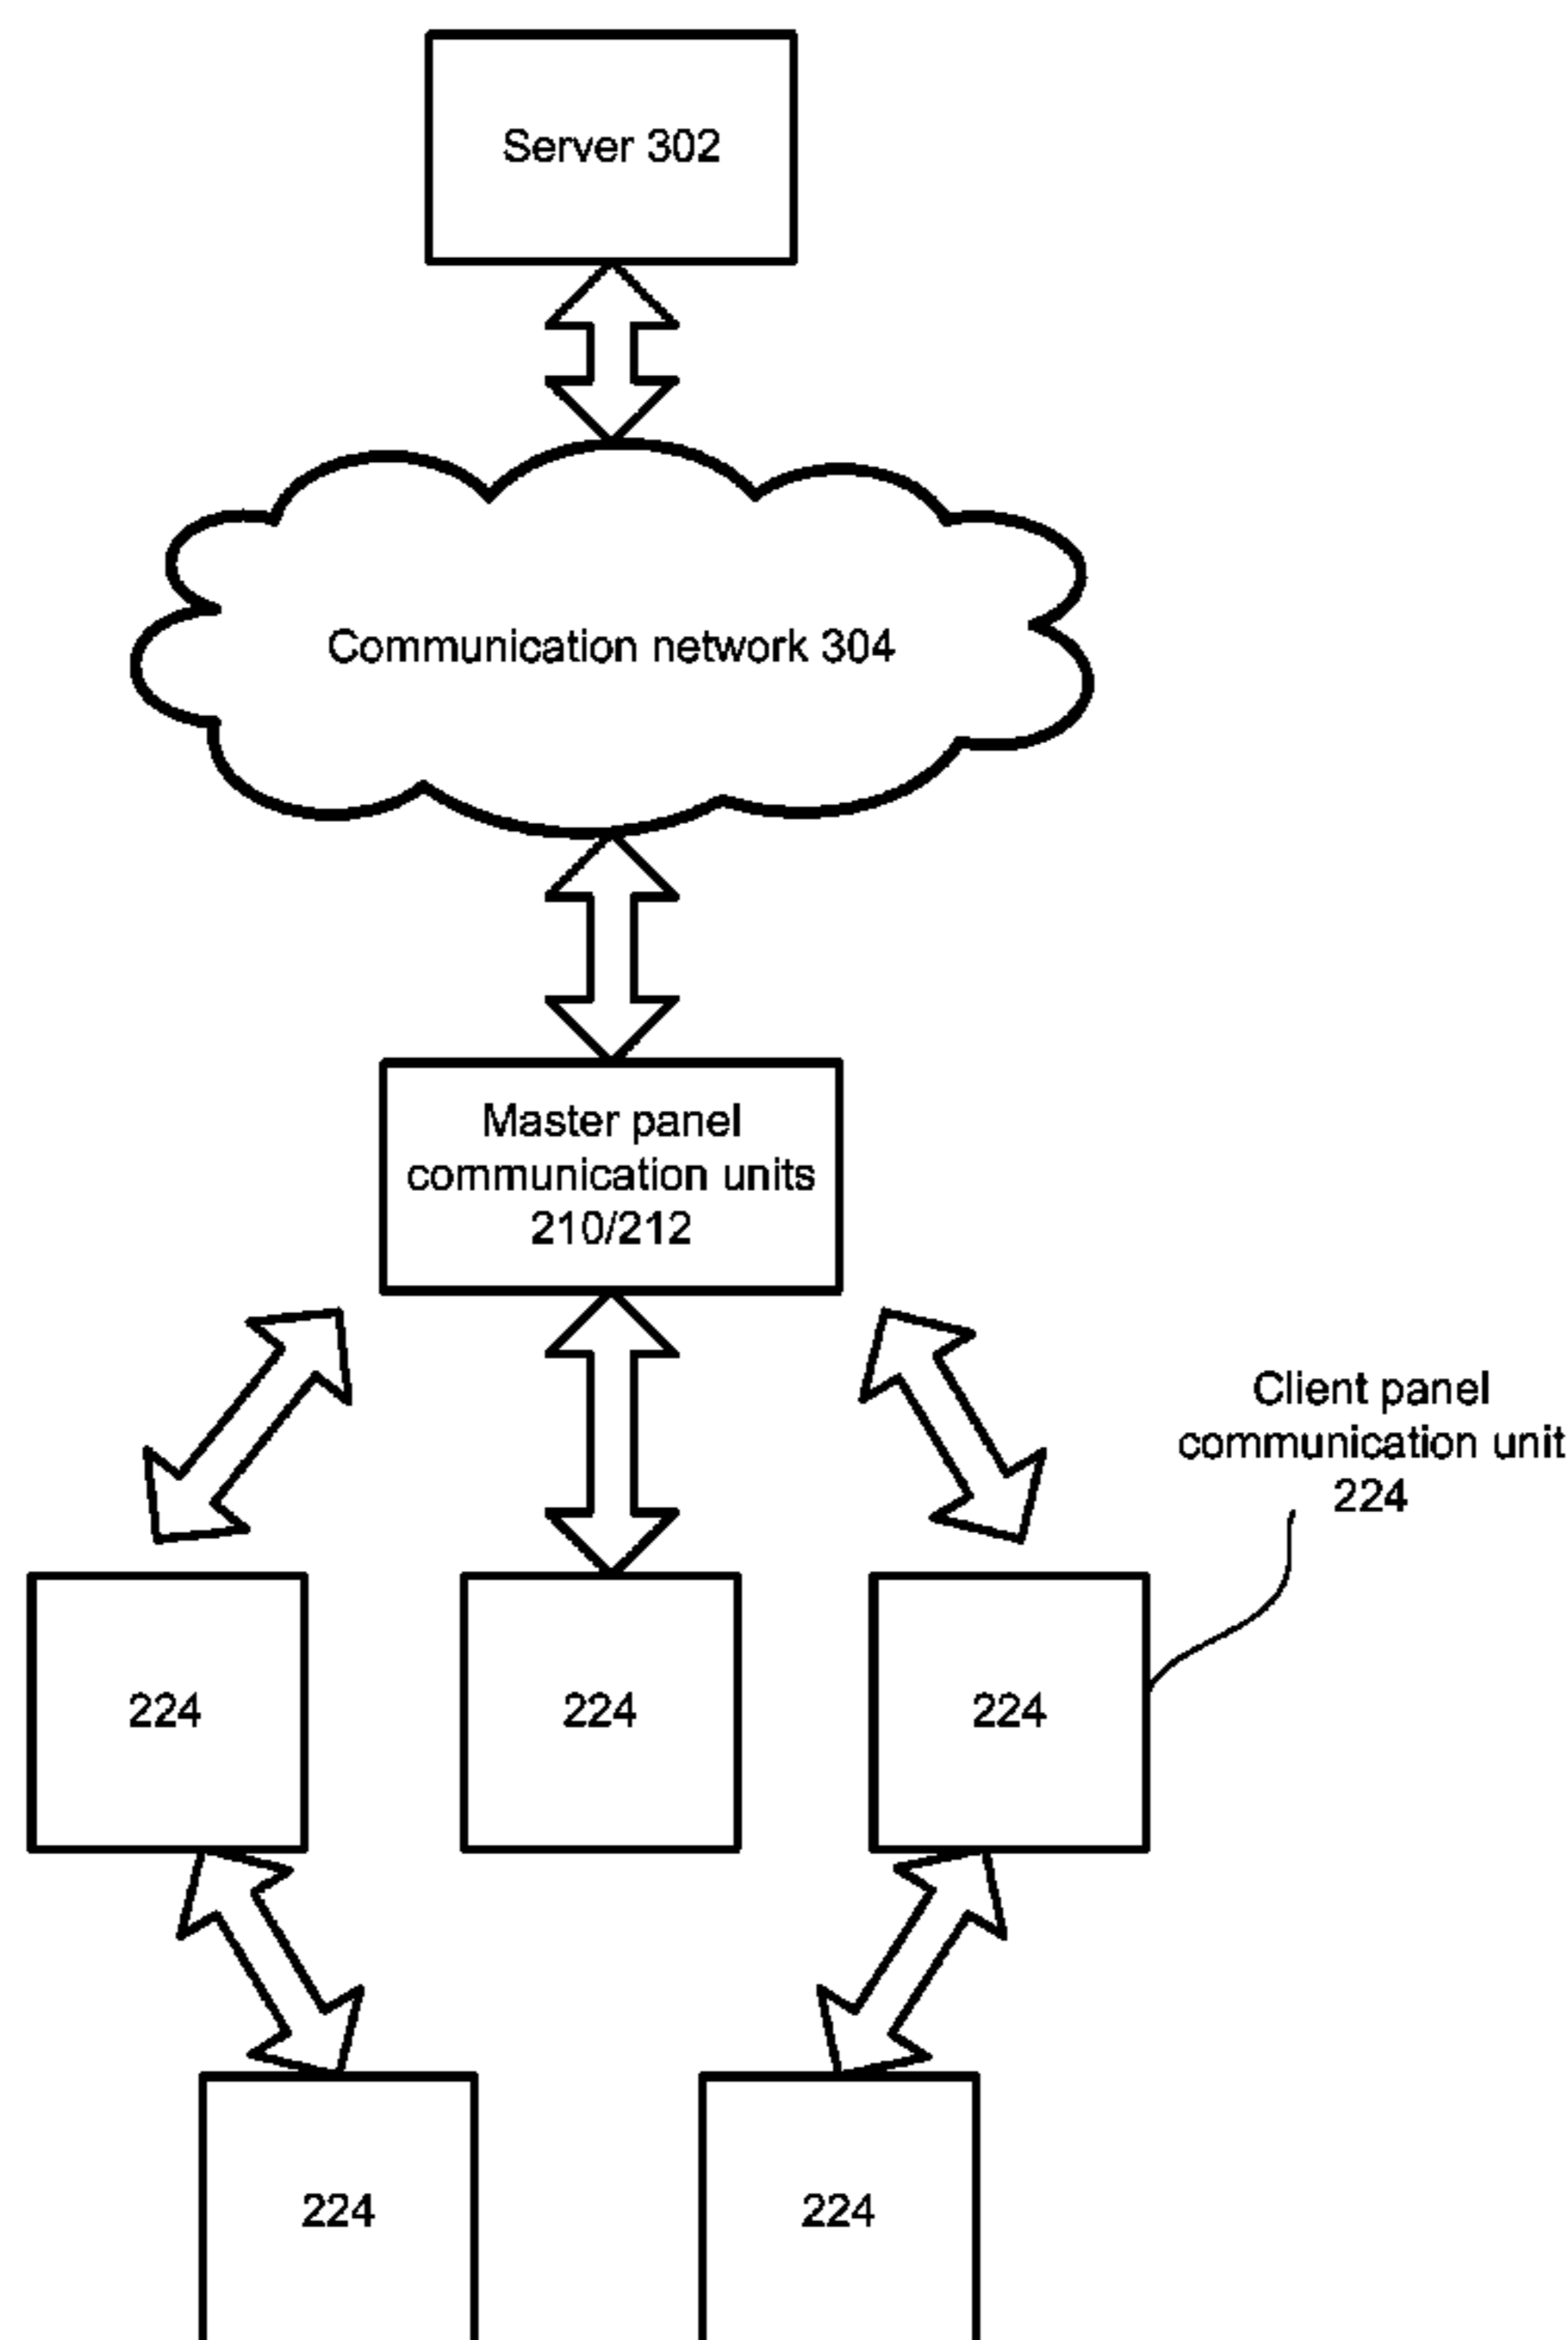 Server 302
Communication network 304
Master panel
communication units
210/212
Client panel
communication unit
224
224
224
224
224
224